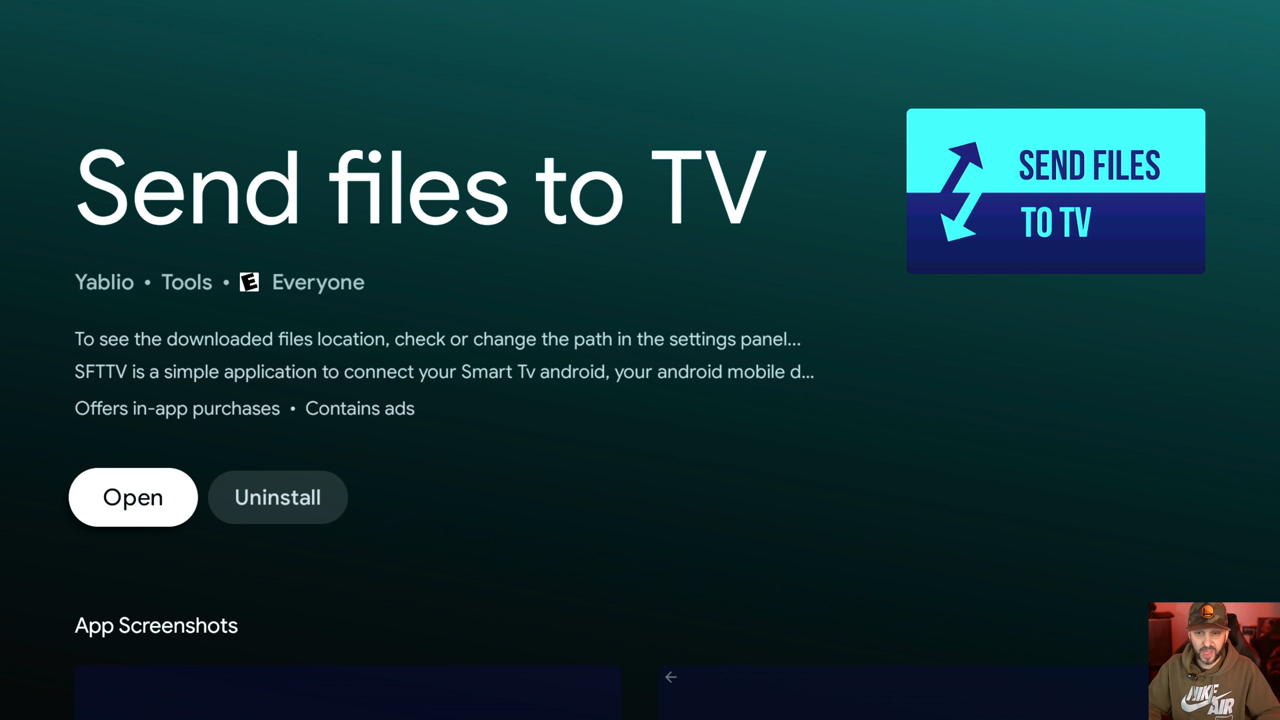 Send files to TV
SEND FILES
TO TV
Yablio • Tools • E Everyone
To see the downloaded files location, check or change the path in the settings panel...
SFTTV is a simple application to connect your Smart Tv android, your android mobile d...
Offers in-app purchases • Contains ads
Open
Uninstall
App Screenshots
NIKE
AIR